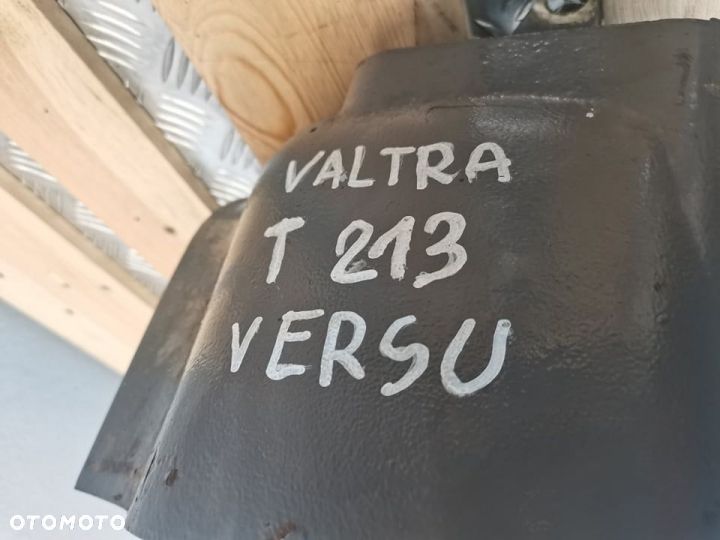 VALTRA
T 213
VERSU
OTOMOTO